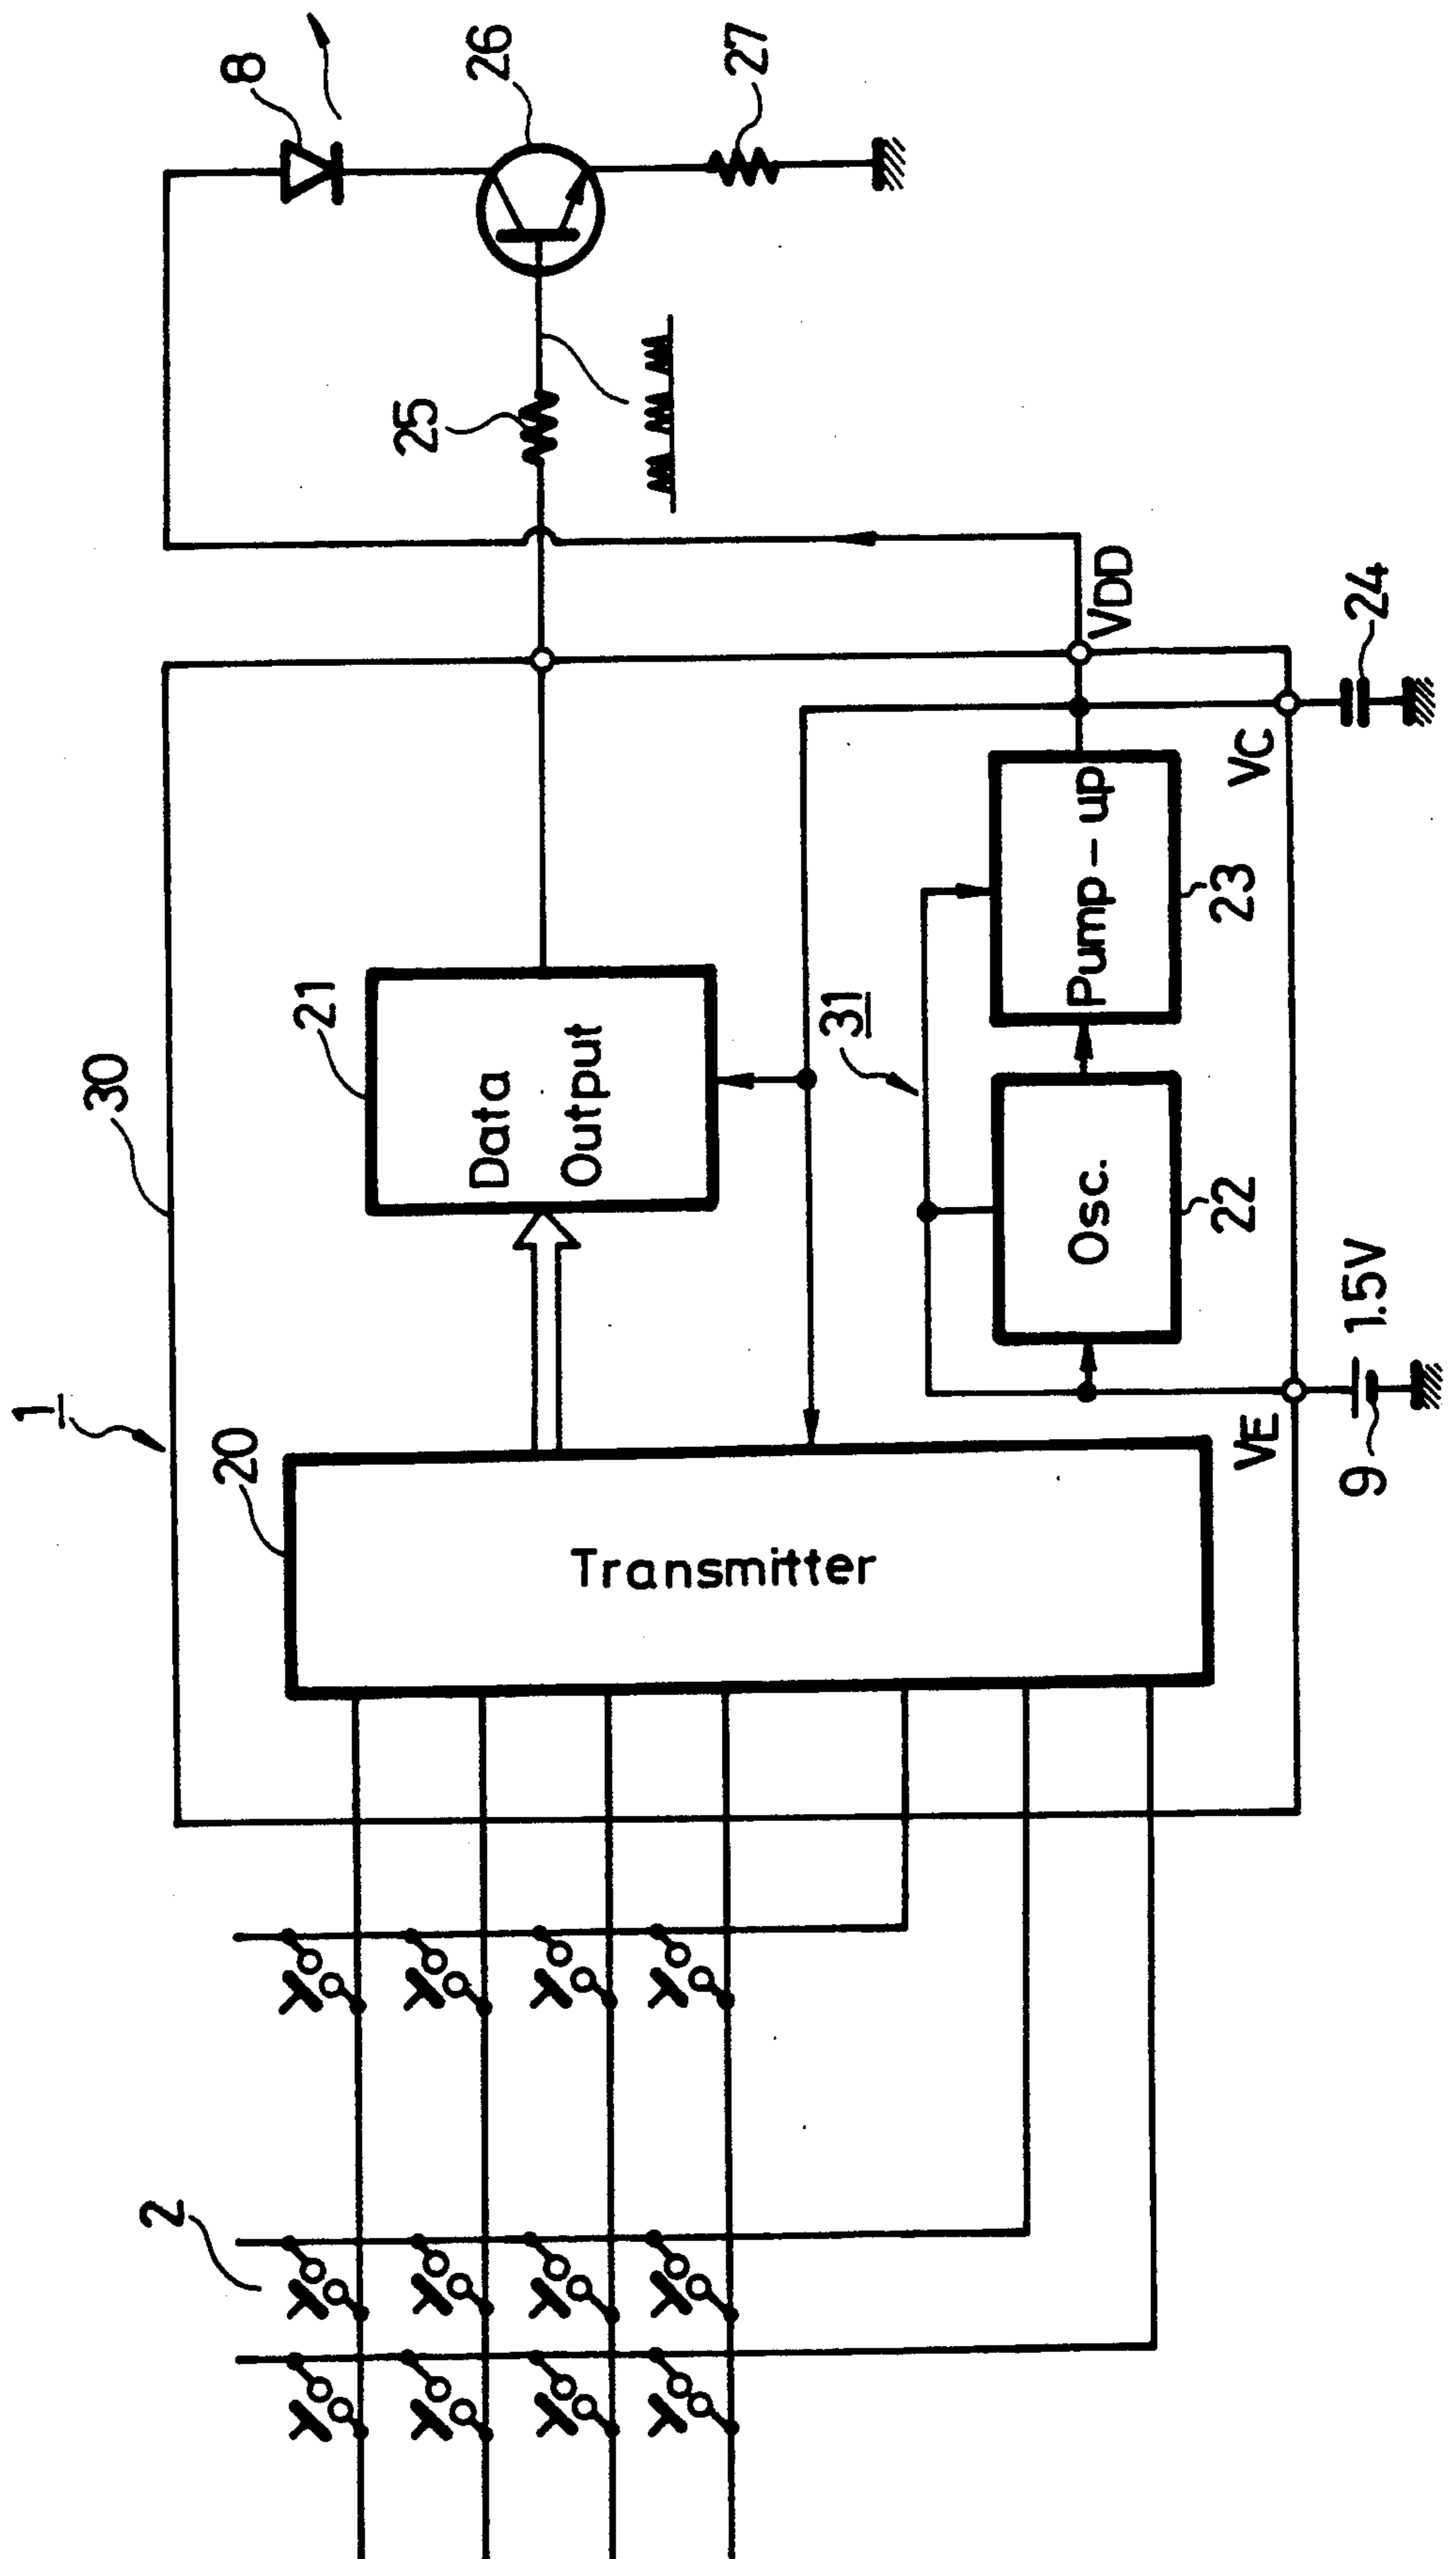 1
30
8
20
21
25
26
Data
Output
27
Transmitter
2
31
Osc.
Pump-up
VDD
22
23
VE
VC
9
1.5V
24